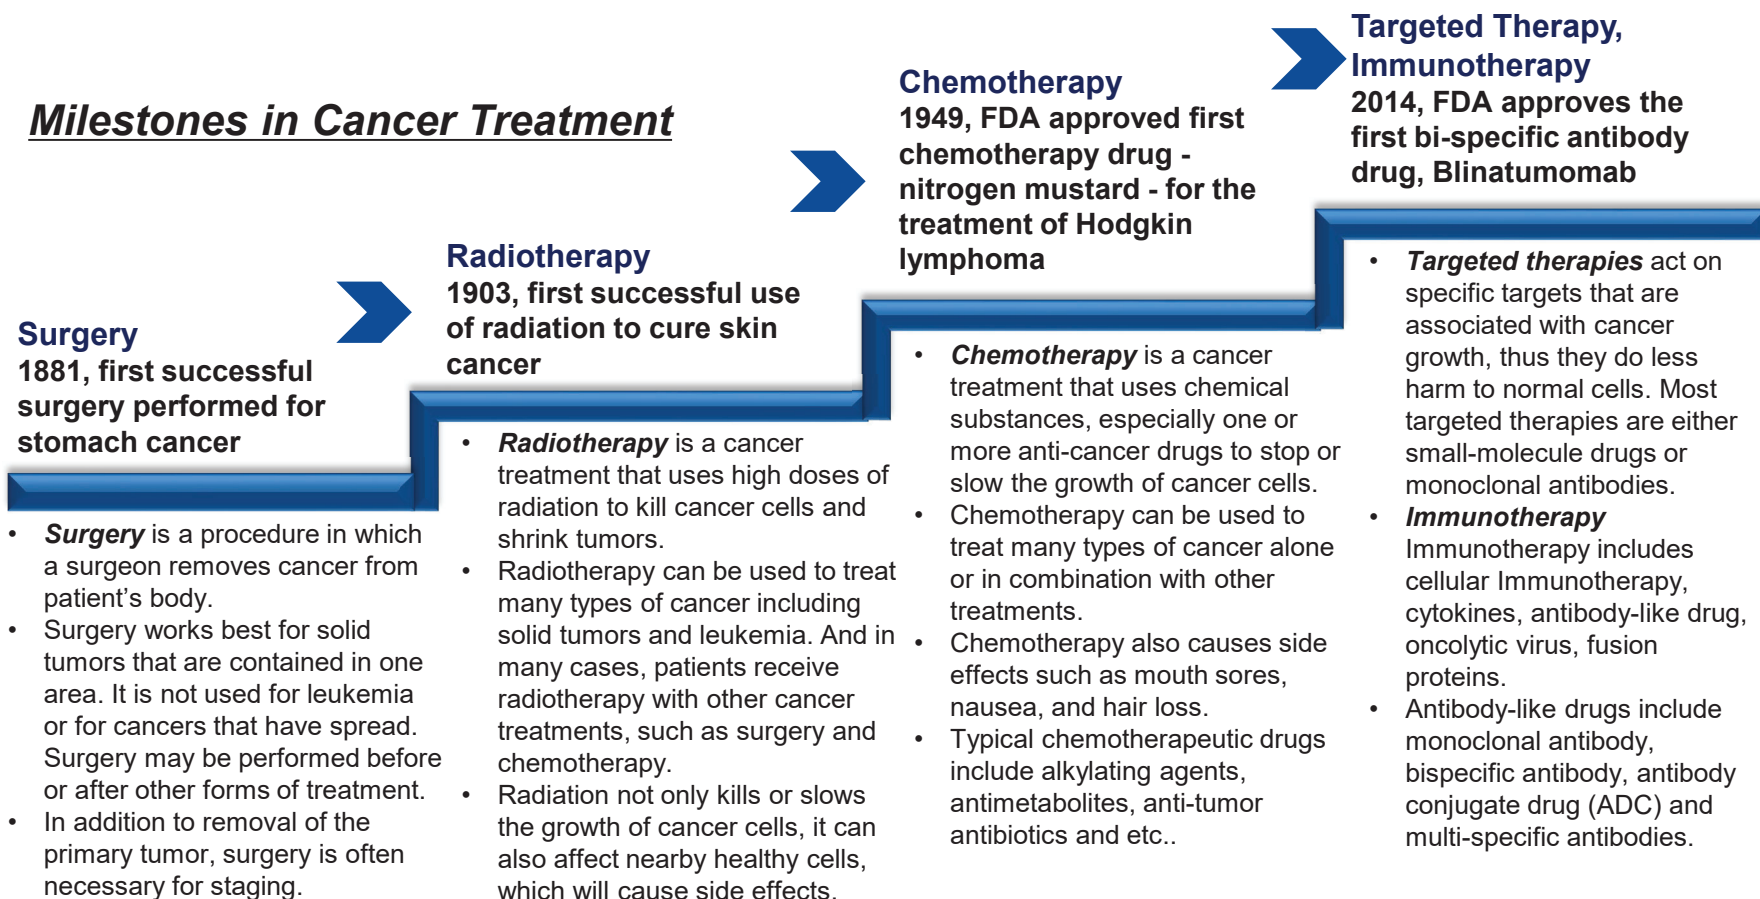 Milestones in Cancer Treatment
Surgery
1881, first successful
surgery performed for
stomach cancer
• Surgery is a procedure in which
a surgeon removes cancer from
patient’s body.
• Surgery works best for solid
tumors that are contained in one
area. It is not used for leukemia
or for cancers that have spread.
Surgery may be performed before
or after other forms of treatment.
• In addition to removal of the
primary tumor, surgery is often
necessary for staging.
Radiotherapy
1903, first successful use
of radiation to cure skin
cancer
• Radiotherapy is a cancer
treatment that uses high doses of
radiation to kill cancer cells and
shrink tumors.
• Radiotherapy can be used to treat
many types of cancer including
solid tumors and leukemia. And in
many cases, patients receive
radiotherapy with other cancer
treatments, such as surgery and
chemotherapy.
• Radiation not only kills or slows
the growth of cancer cells, it can
also affect nearby healthy cells,
which will cause side effects.
Chemotherapy
1949, FDA approved first
chemotherapy drug -
nitrogen mustard - for the
treatment of Hodgkin
lymphoma
• Chemotherapy is a cancer
treatment that uses chemical
substances, especially one or
more anti-cancer drugs to stop or
slow the growth of cancer cells.
• Chemotherapy can be used to
treat many types of cancer alone
or in combination with other
treatments.
• Chemotherapy also causes side
effects such as mouth sores,
nausea, and hair loss.
• Typical chemotherapeutic drugs
include alkylating agents,
antimetabolites, anti-tumor
antibiotics and etc..
Targeted Therapy,
Immunotherapy
2014, FDA approves the
first bi-specific antibody
drug, Blinatumomab
• Targeted therapies act on
specific targets that are
associated with cancer
growth, thus they do less
harm to normal cells. Most
targeted therapies are either
small-molecule drugs or
monoclonal antibodies.
• Immunotherapy
Immunotherapy includes
cellular Immunotherapy,
cytokines, antibody-like drug,
oncolytic virus, fusion
proteins.
• Antibody-like drugs include
monoclonal antibody,
bispecific antibody, antibody
conjugate drug (ADC) and
multi-specific antibodies.